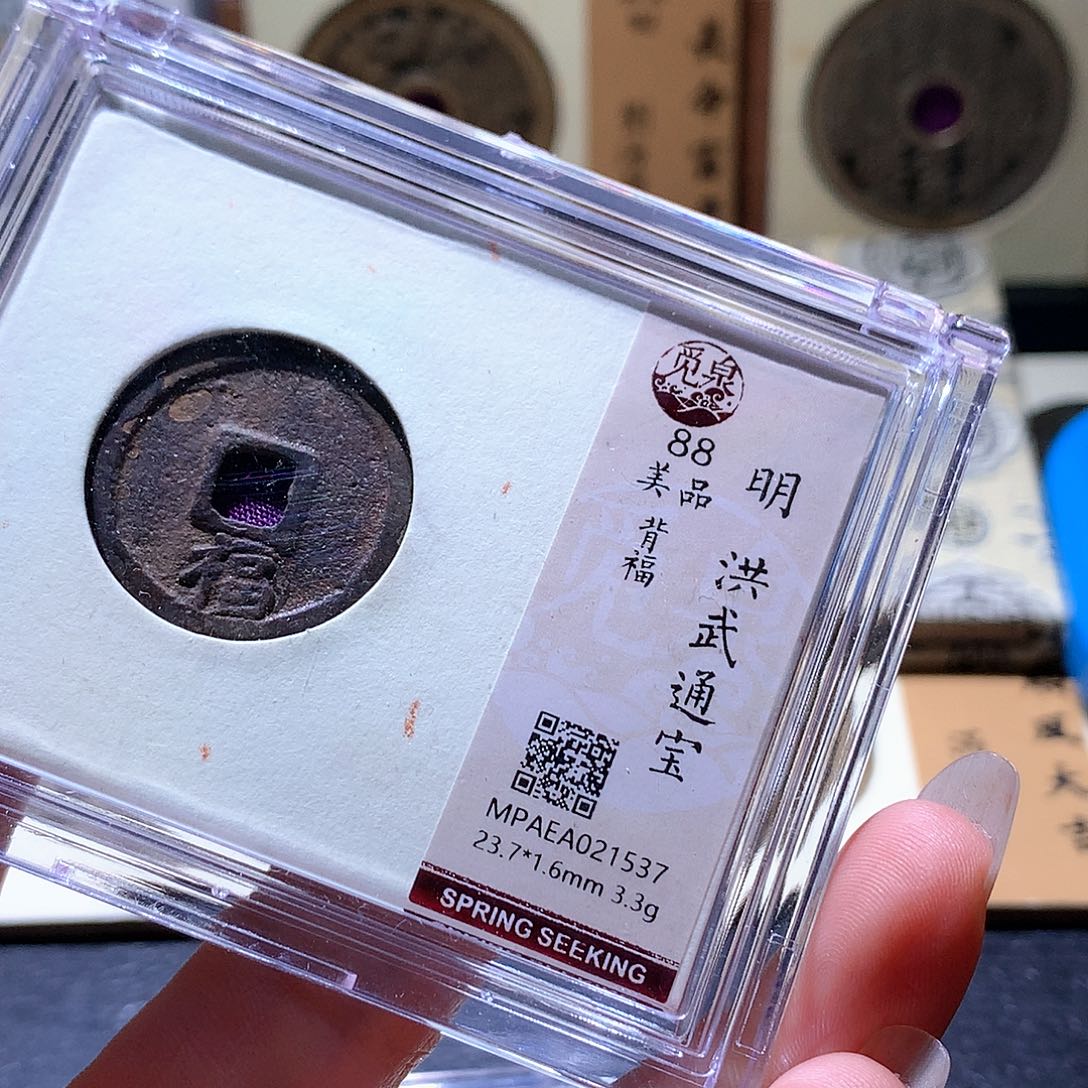 福
觅泉
88
美品
背福
明
洪武通宝
MPAEA021537
23.7*1.6mm 3.3g
SPRING SEEKING